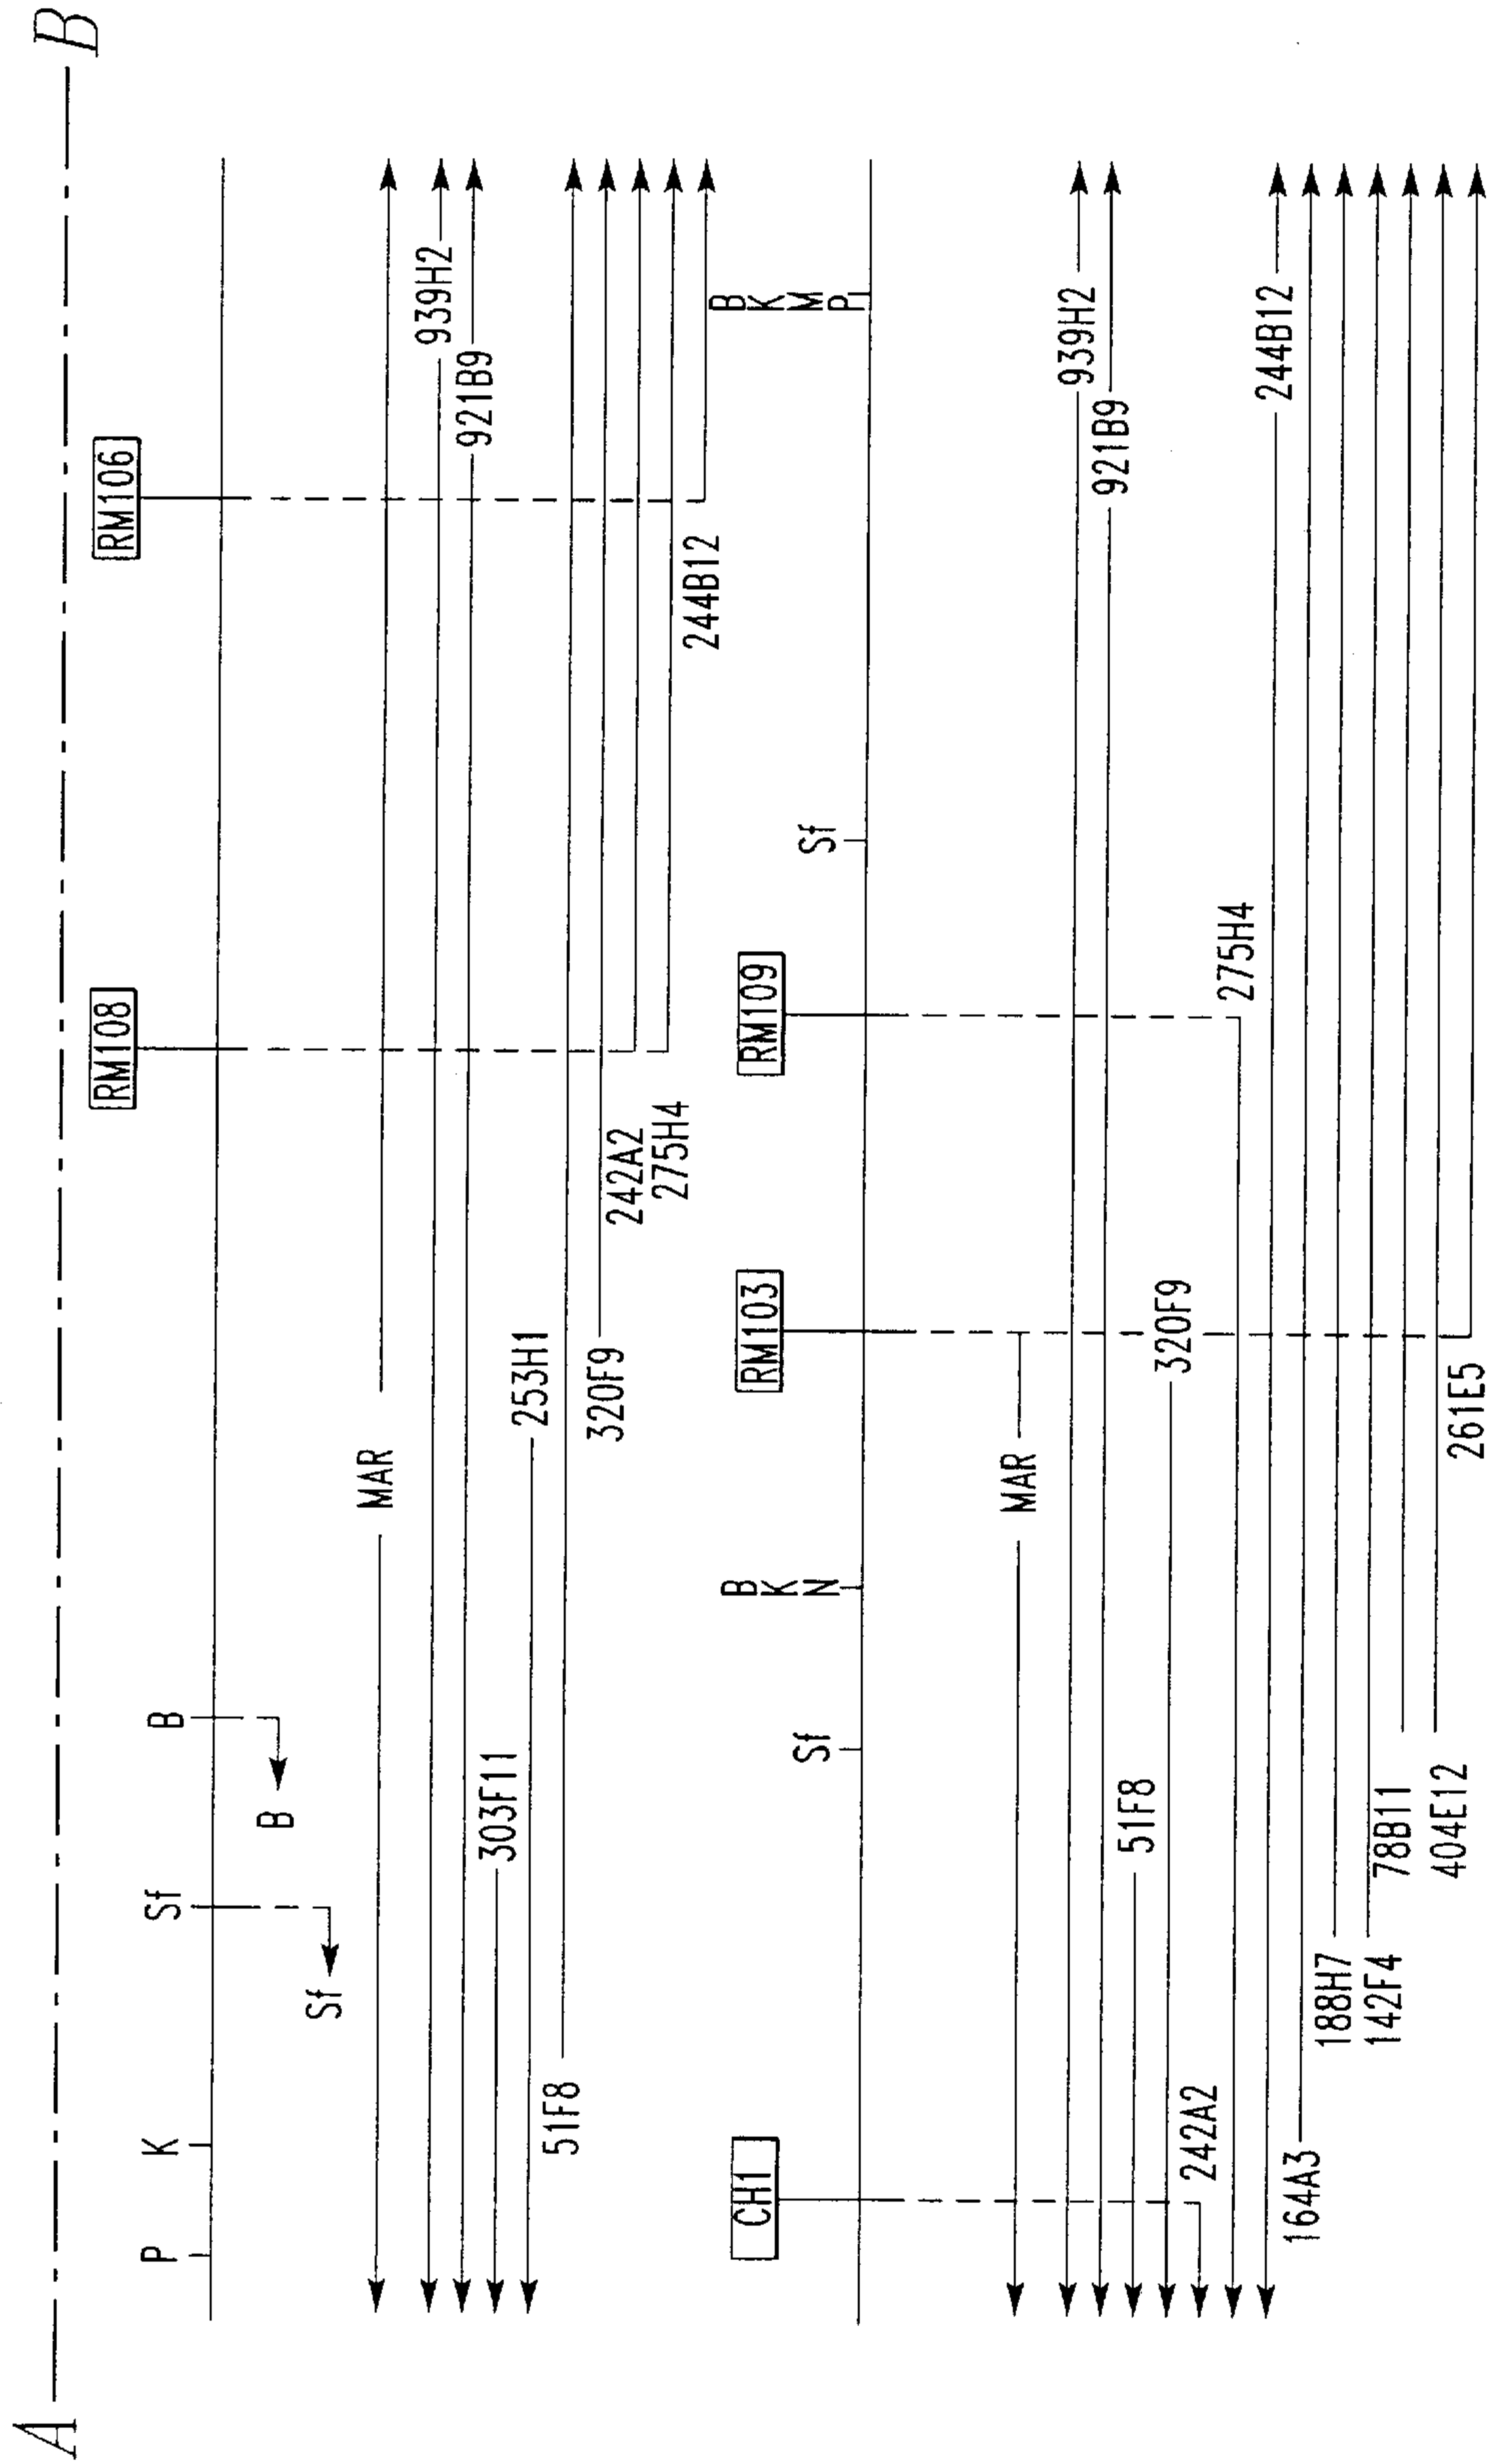 A B
RM108 RM106
P K Sf B
B
Sf
MAR
939H2
921B9
303F11
253H1
51F8
320F9
242A2
275H4
244B12
CH1 RM103 RM109
Sf
B
K
N
Sf
B
K
M
P
MAR
939H2
921B9
51F8
320F9
242A2
275H4
244B12
164A3
188H7
142F4
78B11
404E12
261E5